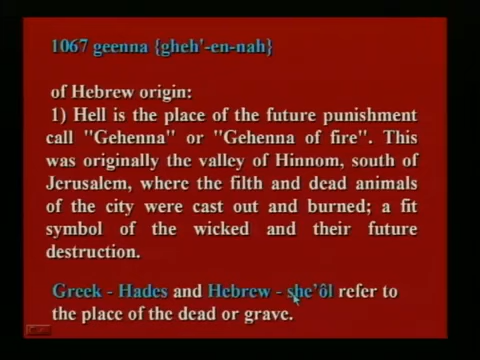 1067 geenna {gheh'-en-nah}
of Hebrew origin:
1) Hell is the place of the future punishment
call "Gehenna" or "Gehenna of fire". This
was originally the valley of Hinnom, south of
Jerusalem, where the filth and dead animals
of the city were cast out and burned; a fit
symbol of the wicked and their future
destruction.
Greek - Hades and Hebrew - she'ôl refer to
the place of the dead or grave.